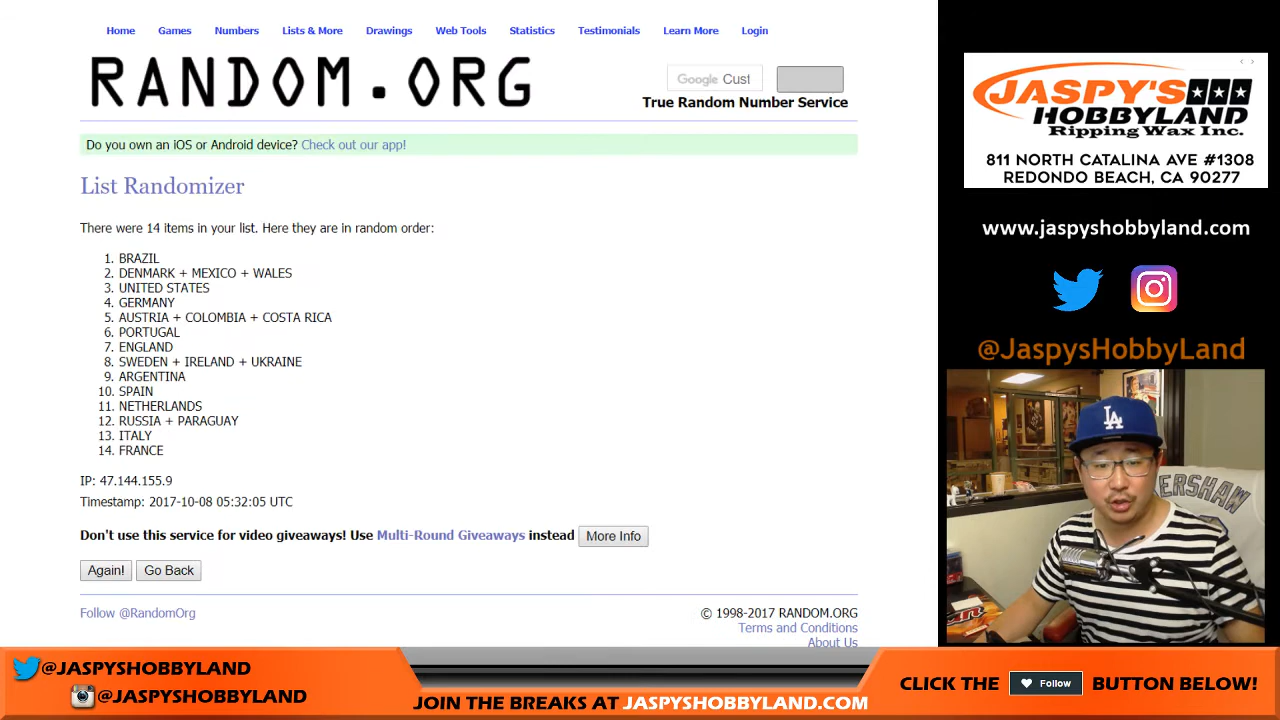 Home Games Numbers Lists & More Drawings Web Tools Statistics Testimonials Learn More Login
RANDOM.ORG
Google Cust
True Random Number Service
Do you own an iOS or Android device? Check out our app!
List Randomizer
There were 14 items in your list. Here they are in random order:
1. BRAZIL
2. DENMARK + MEXICO + WALES
3. UNITED STATES
4. GERMANY
5. AUSTRIA + COLOMBIA + COSTA RICA
6. PORTUGAL
7. ENGLAND
8. SWEDEN + IRELAND + UKRAINE
9. ARGENTINA
10. SPAIN
11. NETHERLANDS
12. RUSSIA + PARAGUAY
13. ITALY
14. FRANCE
IP: 47.144.155.9
Timestamp: 2017-10-08 05:32:05 UTC
Don't use this service for video giveaways! Use Multi-Round Giveaways instead More Info
Again! Go Back
Follow @RandomOrg
© 1998-2017 RANDOM.ORG
Terms and Conditions
About Us
JASPY'S
HOBBYLAND
Ripping Wax Inc.
811 NORTH CATALINA AVE #1308
REDONDO BEACH, CA 90277
www.jaspyshobbyland.com
@JaspysHobbyLand
LA
ERSHAW
@JASPYSHOBBYLAND
@JASPYSHOBBYLAND
JOIN THE BREAKS AT JASPYSHOBBYLAND.COM
CLICK THE Follow BUTTON BELOW!